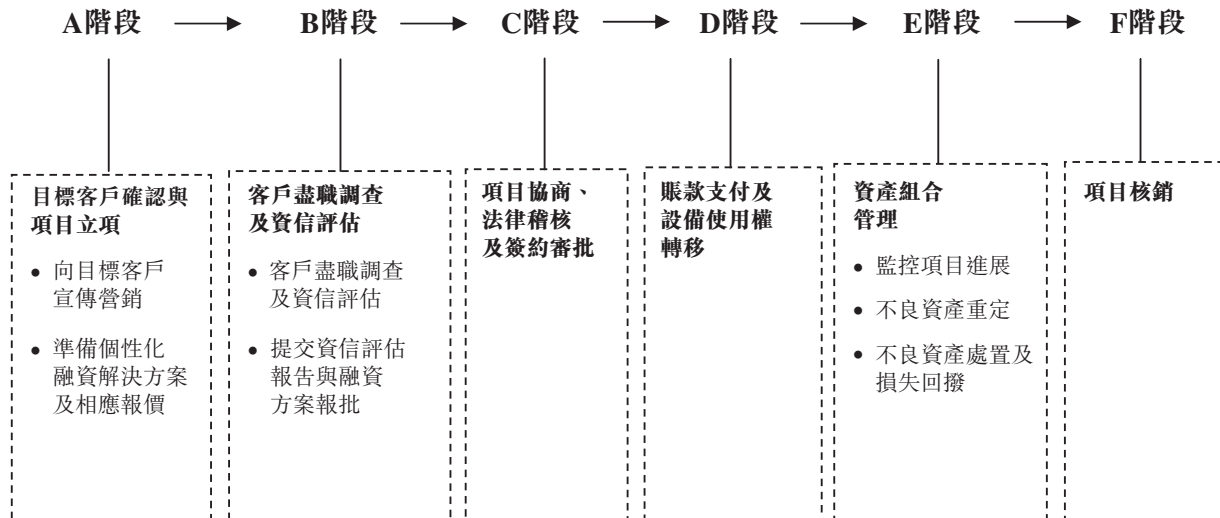 A階段 B階段 C階段 D階段 E階段 F階段
目標客戶確認與
項目立項
• 向目標客戶
宣傳營銷
• 準備個性化
融資解決方案
及相應報價
客戶盡職調查
及資信評估
• 客戶盡職調查
及資信評估
• 提交資信評估
報告與融資
方案報批
項目協商、
法律稽核
及簽約審批
賬款支付及
設備使用權
轉移
資產組合
管理
• 監控項目進展
• 不良資產重定
• 不良資產處置及
損失回撥
項目核銷